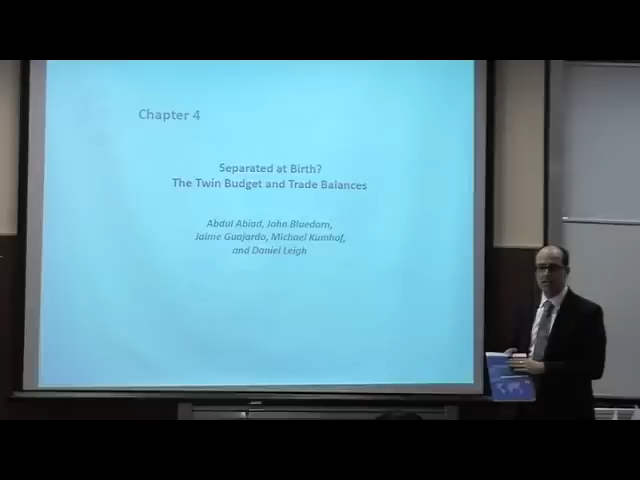 Chapter 4
Separated at Birth?
The Twin Budget and Trade Balances
Abdul Abiad, John Bluedorn,
Jaime Guajardo, Michael Kumhof,
and Daniel Leigh